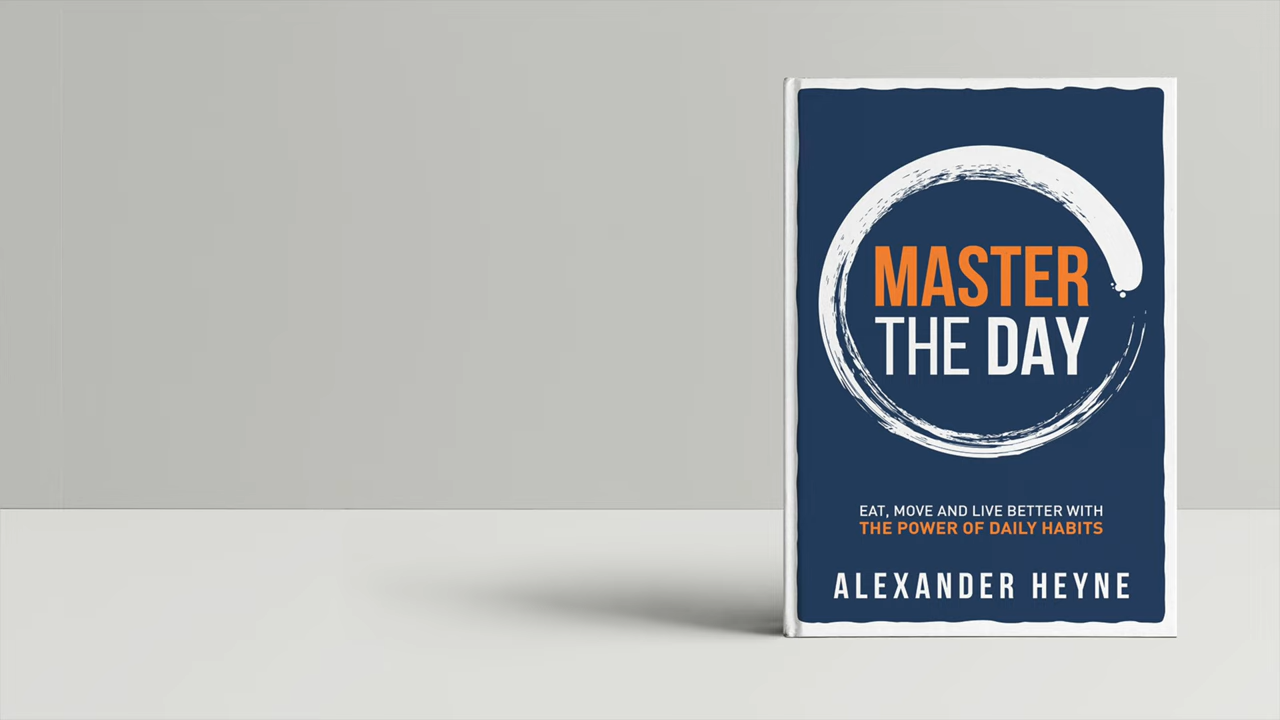 MASTER
THE DAY
EAT, MOVE AND LIVE BETTER WITH
THE POWER OF DAILY HABITS
ALEXANDER HEYNE